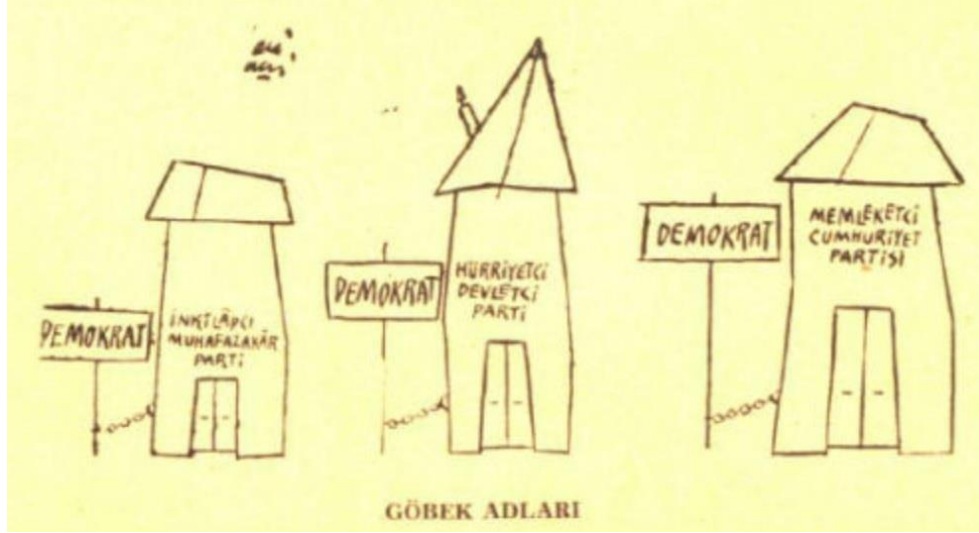 DEMOKRAT
İNKILÂPÇI
MUHAFAZAKÂR
PARTİ
DEMOKRAT
HÜRRİYETÇİ
DEVLETÇİ
PARTİ
DEMOKRAT
MEMLEKETÇİ
CUMHURİYET
PARTİSİ
GÖBEK ADLARI